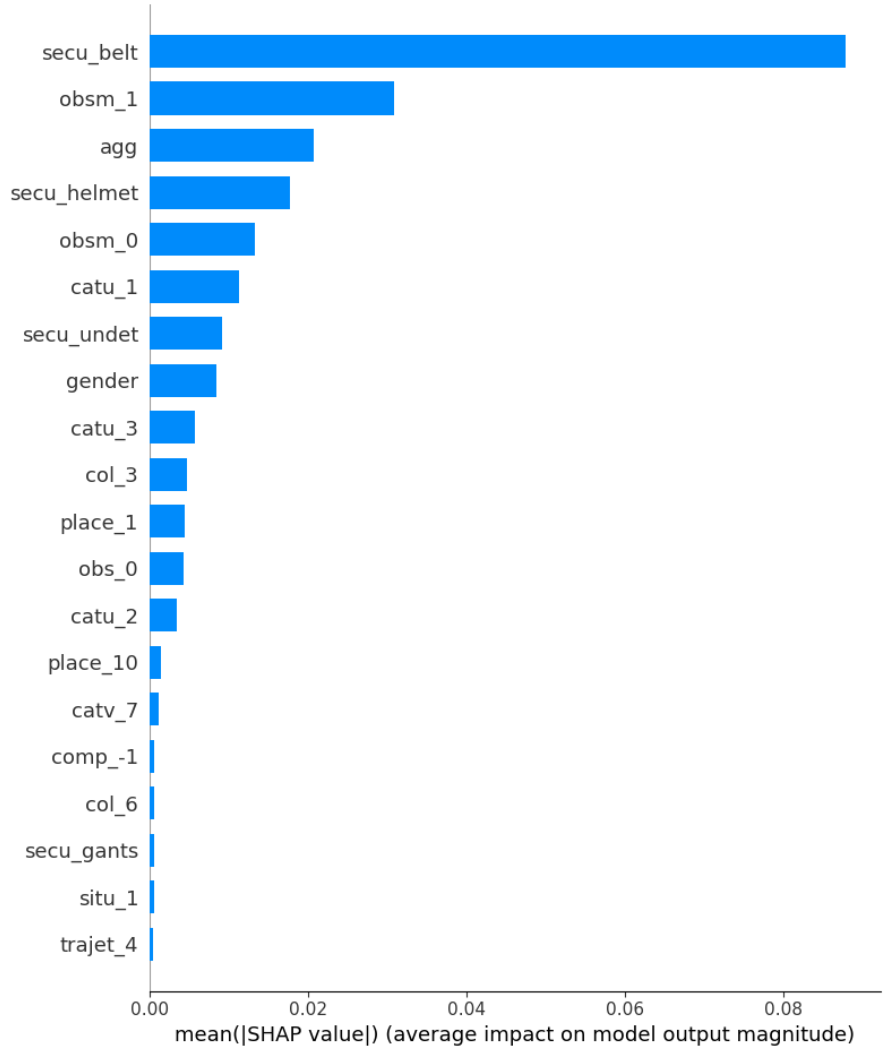 secu_belt
obsm_1
agg
secu_helmet
obsm_0
catu_1
secu_undet
gender
catu_3
col_3
place_1
obs_0
catu_2
place_10
catv_7
comp_-1
col_6
secu_gants
situ_1
trajet_4
0.00 0.02 0.04 0.06 0.08
mean(|SHAP value|) (average impact on model output magnitude)